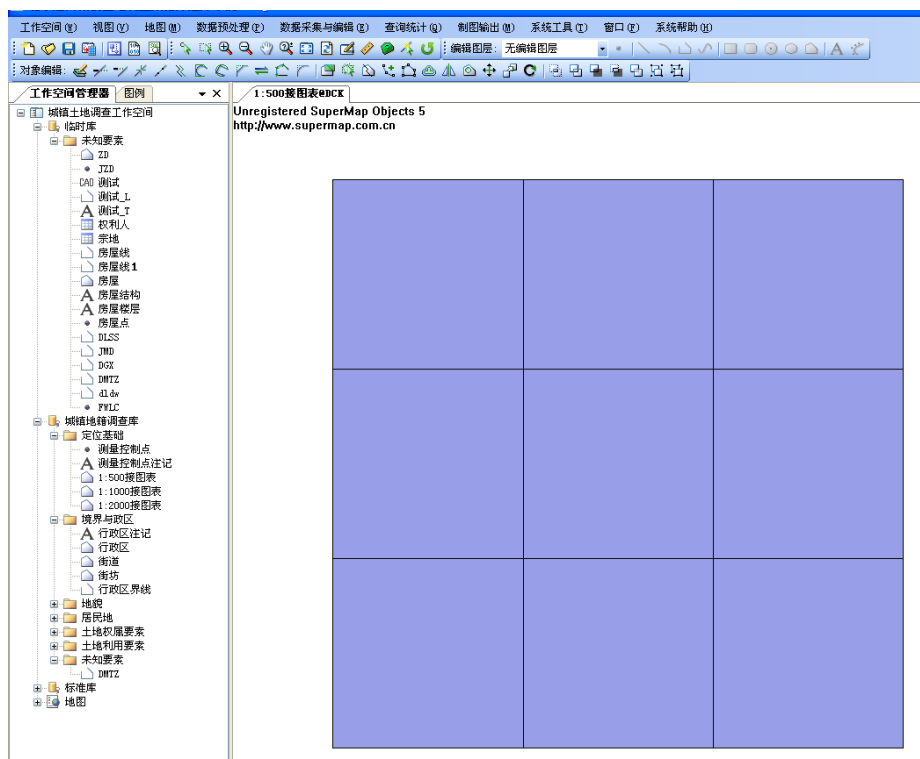 工作空间(W) 视图(V) 地图(M) 数据预处理(P) 数据采集与编辑(E) 查询统计(Q) 制图输出(M) 系统工具(T) 窗口(P) 系统帮助(H)
编辑图层: 无编辑图层
对象编辑:
工作空间管理器 图例
1:500接图表@DCK
Unregistered SuperMap Objects 5
http://www.supermap.com.cn
城镇土地调查工作空间
临时库
未知要素
ZD
JZD
CAD 测试
测试_L
测试_T
权利人
宗地
房屋线
房屋线1
房屋
房屋结构
房屋楼层
房屋点
DLSS
JMD
DGX
DMTZ
dldw
FWLC
城镇地籍调查库
定位基础
测量控制点
测量控制点注记
1:500接图表
1:1000接图表
1:2000接图表
境界与政区
行政区注记
行政区
街道
街坊
行政区界线
地貌
居民地
土地权属要素
土地利用要素
未知要素
DMTZ
标准库
地图